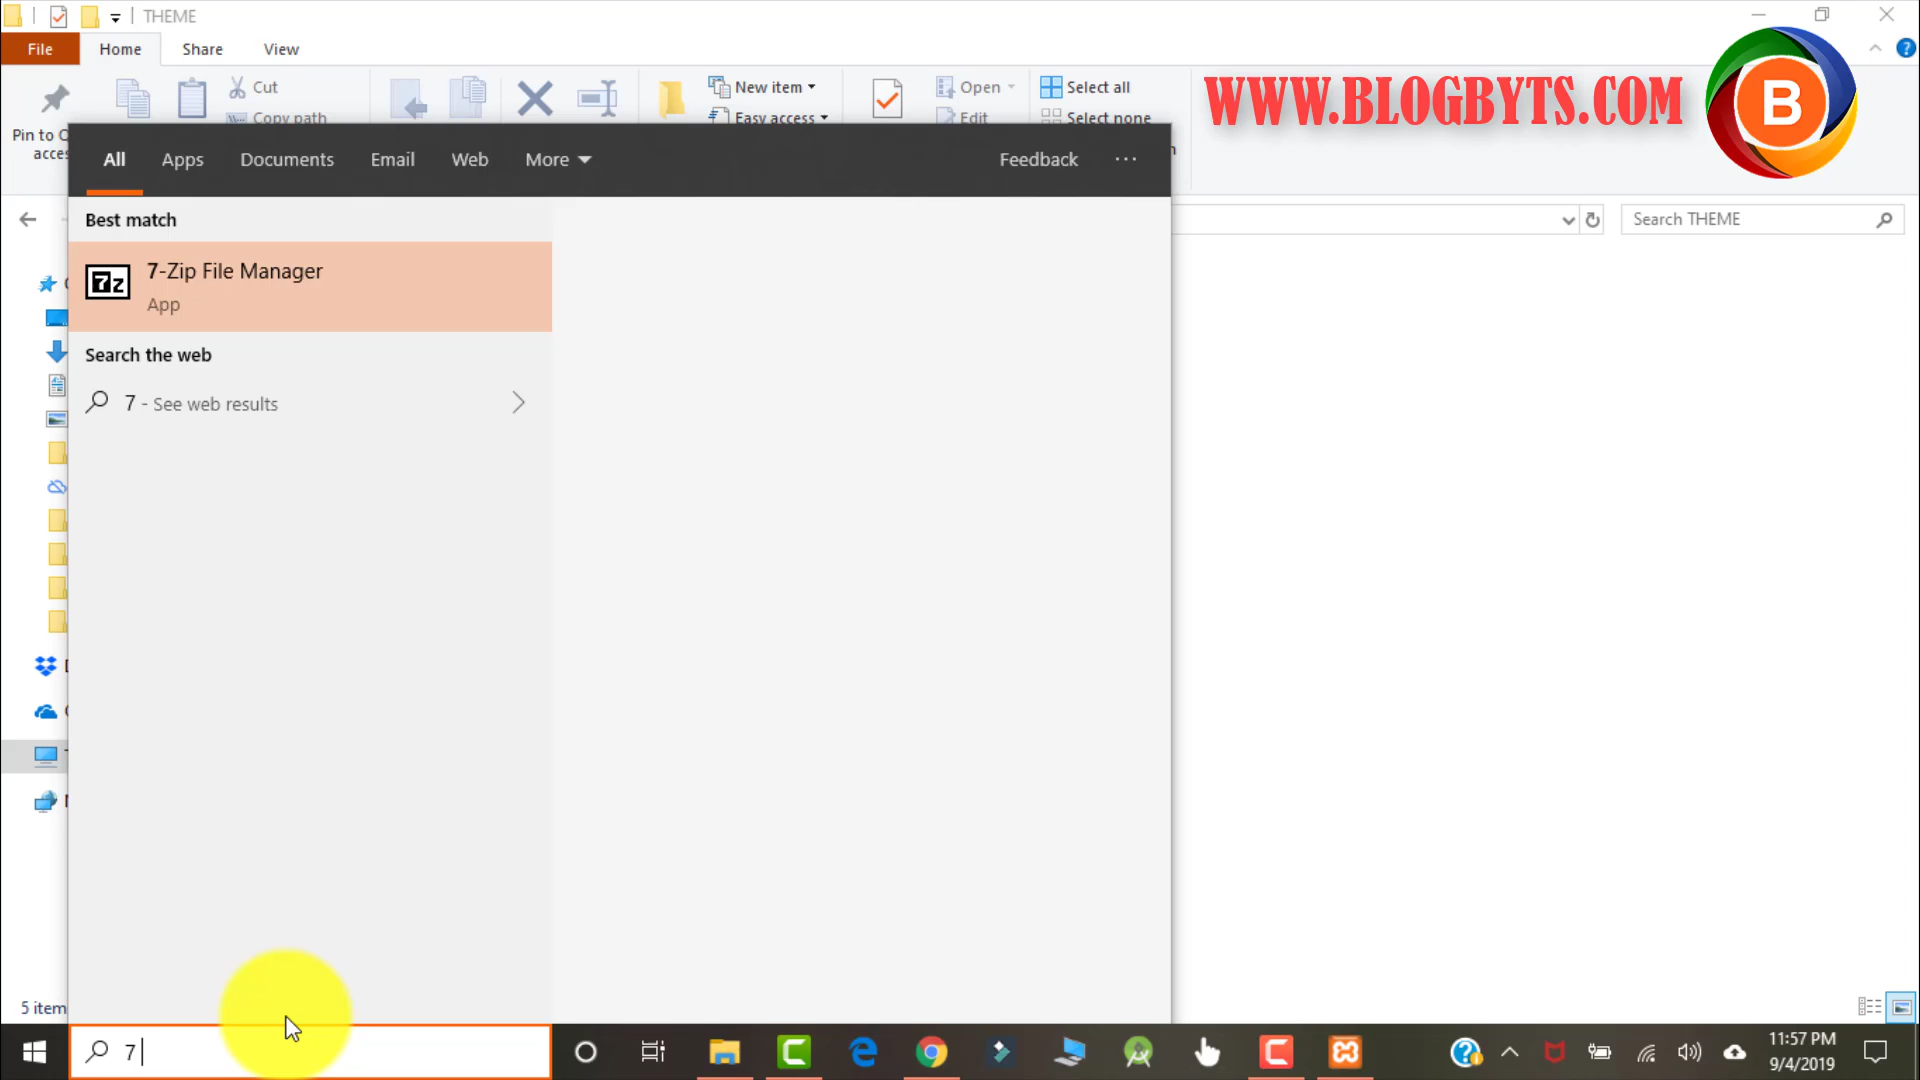 THEME
File Home Share View
Cut
Copy path
New item
Easy access
Open
Edit
Select all
Select none
WWW.BLOGBYTS.COM
B
Pin to
All Apps Documents Email Web More Feedback ...
Best match
Search THEME
7z
7-Zip File Manager
App
Search the web
7 - See web results
5 item
7
11:57 PM
9/4/2019